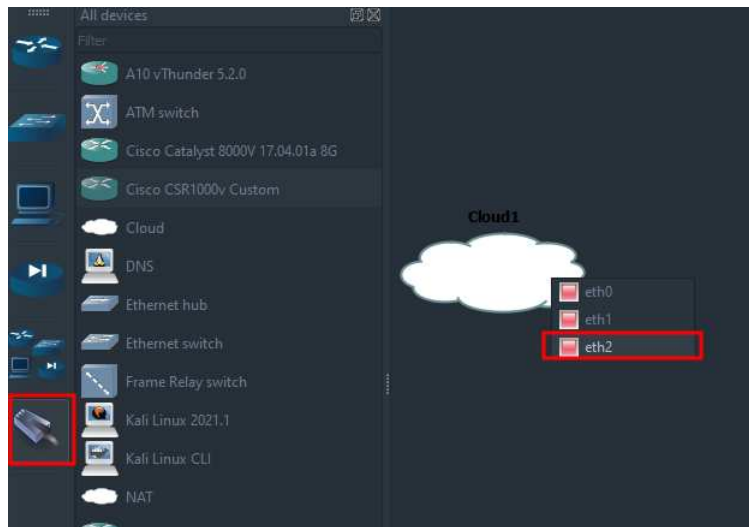 All devices
Filter
A10 vThunder 5.2.0
ATM switch
Cisco Catalyst 8000V 17.04.01a 8G
Cisco CSR1000v Custom
Cloud
DNS
Ethernet hub
Ethernet switch
Frame Relay switch
Kali Linux 2021.1
Kali Linux CLI
NAT
Cloud1
eth0
eth1
eth2